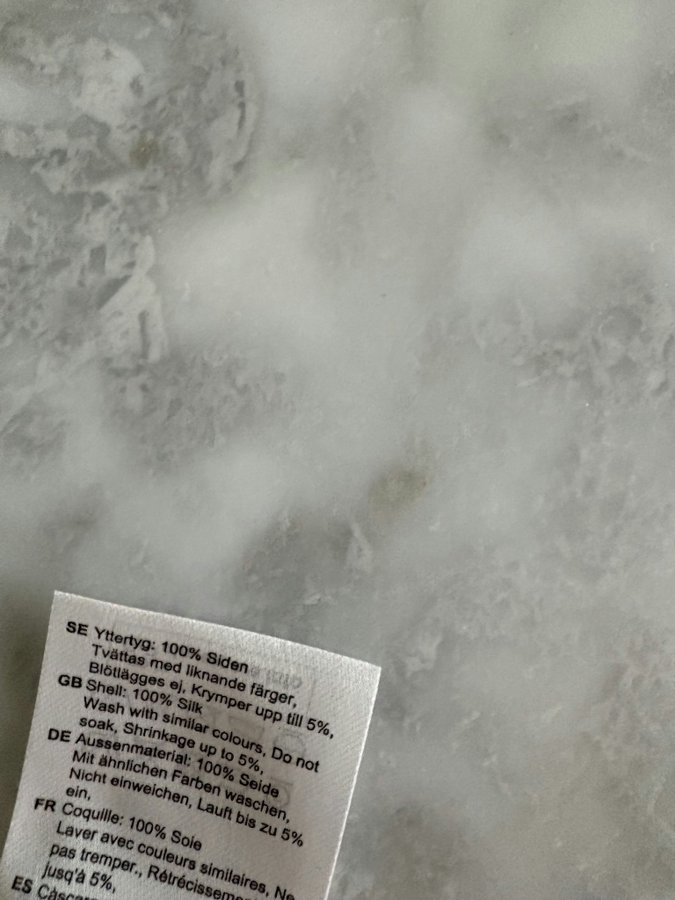 SE Yttertyg: 100% Siden
Tvättas med liknande färger,
Blötlägges ej, Krymper upp till 5%,
GB Shell: 100% Silk
Wash with similar colours, Do not
soak, Shrinkage up to 5%,
DE Aussenmaterial: 100% Seide
Mit ähnlichen Farben waschen,
Nicht einweichen, Lauft bis zu 5%
ein,
FR Coquille: 100% Soie
Laver avec couleurs similaires, Ne
pas tremper., Rétrécissement
jusq'à 5%,
ES